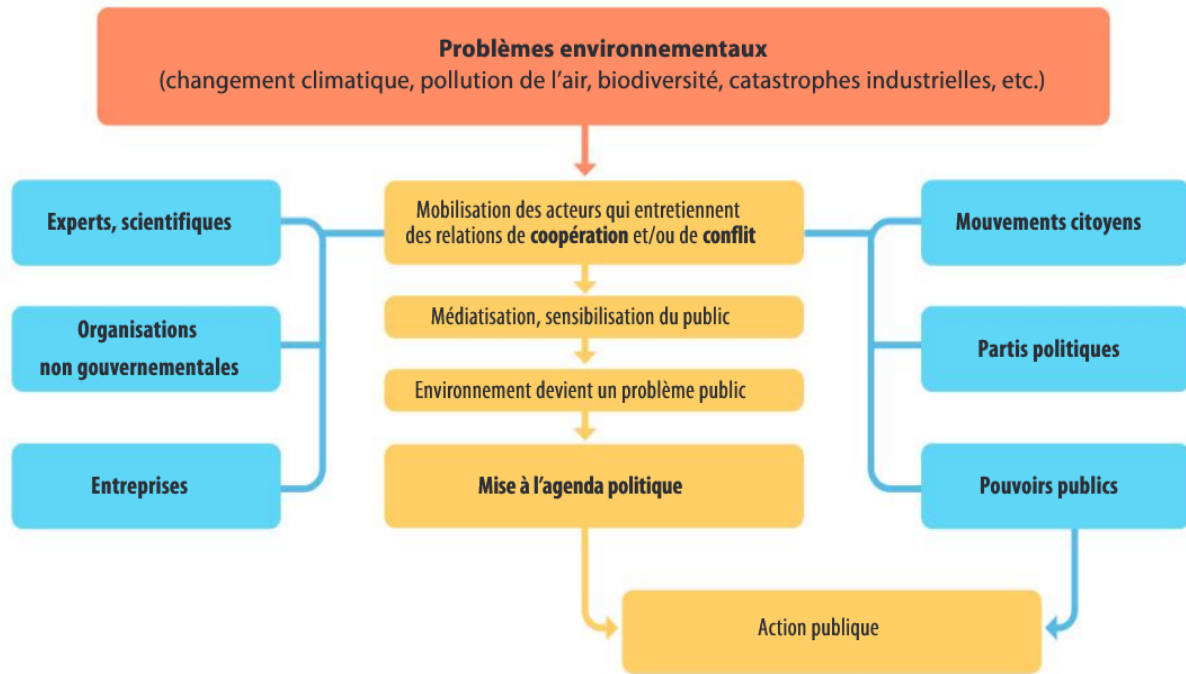 Problèmes environnementaux
(changement climatique, pollution de l’air, biodiversité, catastrophes industrielles, etc.)
Experts, scientifiques
Organisations
non gouvernementales
Entreprises
Mobilisation des acteurs qui entretiennent
des relations de coopération et/ou de conflit
Médiatisation, sensibilisation du public
Environnement devient un problème public
Mise à l’agenda politique
Mouvements citoyens
Partis politiques
Pouvoirs publics
Action publique